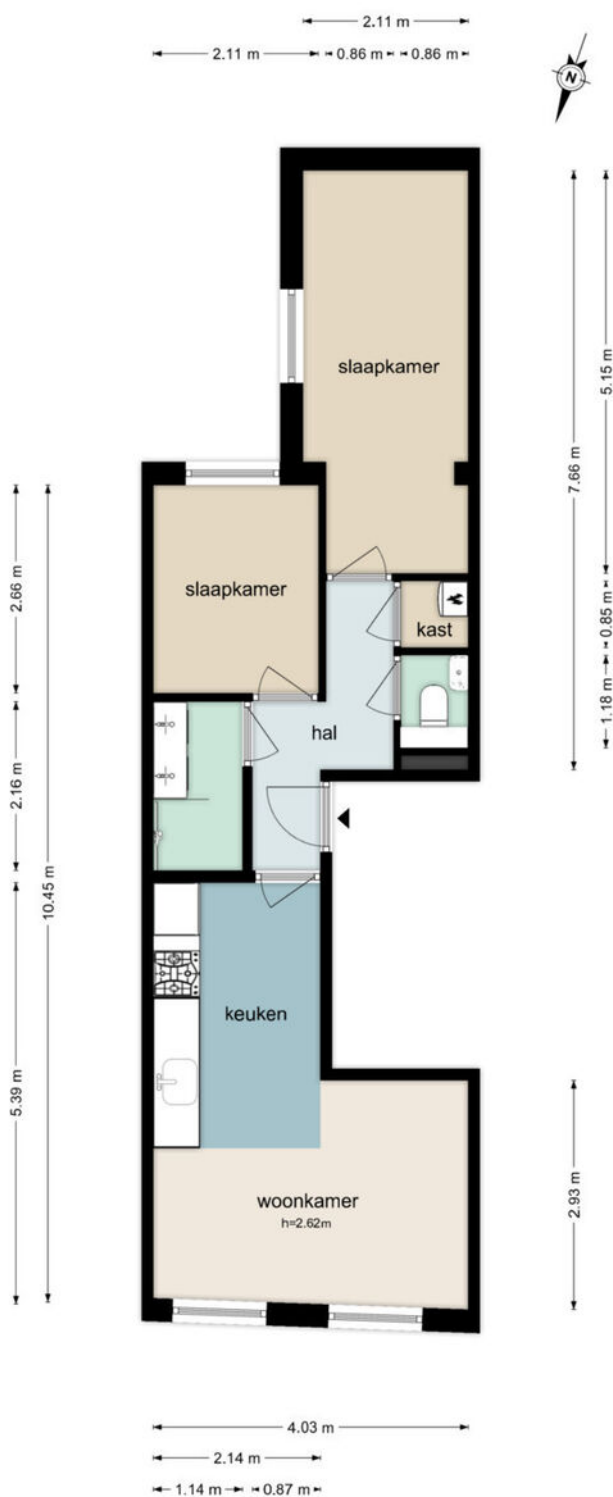 2.11 m
2.11 m 0.86 m 0.86 m
N
slaapkamer
5.15 m
7.66 m
slaapkamer
2.66 m
kast
0.85 m
1.18 m
hal
2.16 m
10.45 m
keuken
5.39 m
woonkamer
h=2.62m
2.93 m
4.03 m
2.14 m
1.14 m 0.87 m